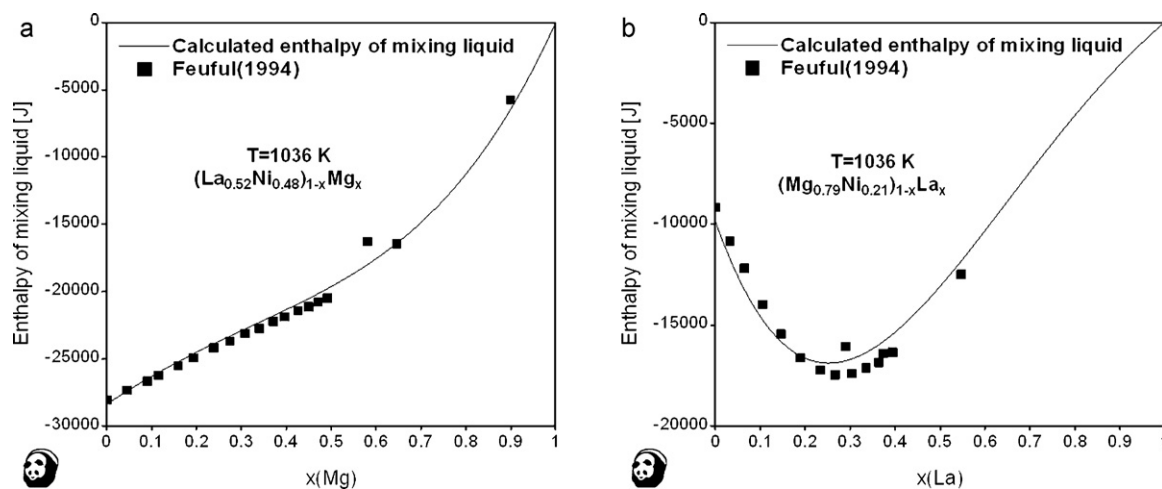 a
Calculated enthalpy of mixing liquid
Feuful(1994)
T=1036 K
(La0.52Ni0.48)1-xMgx
Enthalpy of mixing liquid [J]
0
-5000
-10000
-15000
-20000
-25000
-30000
0 0.1 0.2 0.3 0.4 0.5 0.6 0.7 0.8 0.9 1
x(Mg)
b
Calculated enthalpy of mixing liquid
Feuful(1994)
T=1036 K
(Mg0.79Ni0.21)1-xLax
Enthalpy of mixing liquid [J]
0
-5000
-10000
-15000
-20000
0 0.1 0.2 0.3 0.4 0.5 0.6 0.7 0.8 0.9 1
x(La)